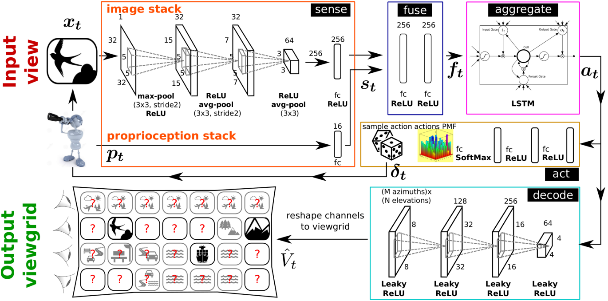 Input
view
x_t
image stack
sense
1
32
32
5
32
15
5
15
7
5
7
64
3
3
256
256
max-pool
(3x3, stride2)
ReLU
ReLU
avg-pool
(3x3, stride2)
ReLU
avg-pool
(3x3)
fc
ReLU
proprioception stack
p_t
16
fc
s_t
fuse
256
256
fc
ReLU
fc
ReLU
f_t
aggregate
LSTM
a_t
sample action
actions PMF
fc
SoftMax
fc
ReLU
fc
ReLU
act
δ_t
decode
(M azimuths)x
(N elevations)
8
8
128
32
32
256
16
16
64
4
4
Leaky
ReLU
Leaky
ReLU
Leaky
ReLU
Leaky
ReLU
reshape channels
to viewgrid
V̂_t
Output
viewgrid
? ? ? ? ? ? ?
? ? ? ? ?
? ? ? ? ? ?
? ? ? ? ? ? ?